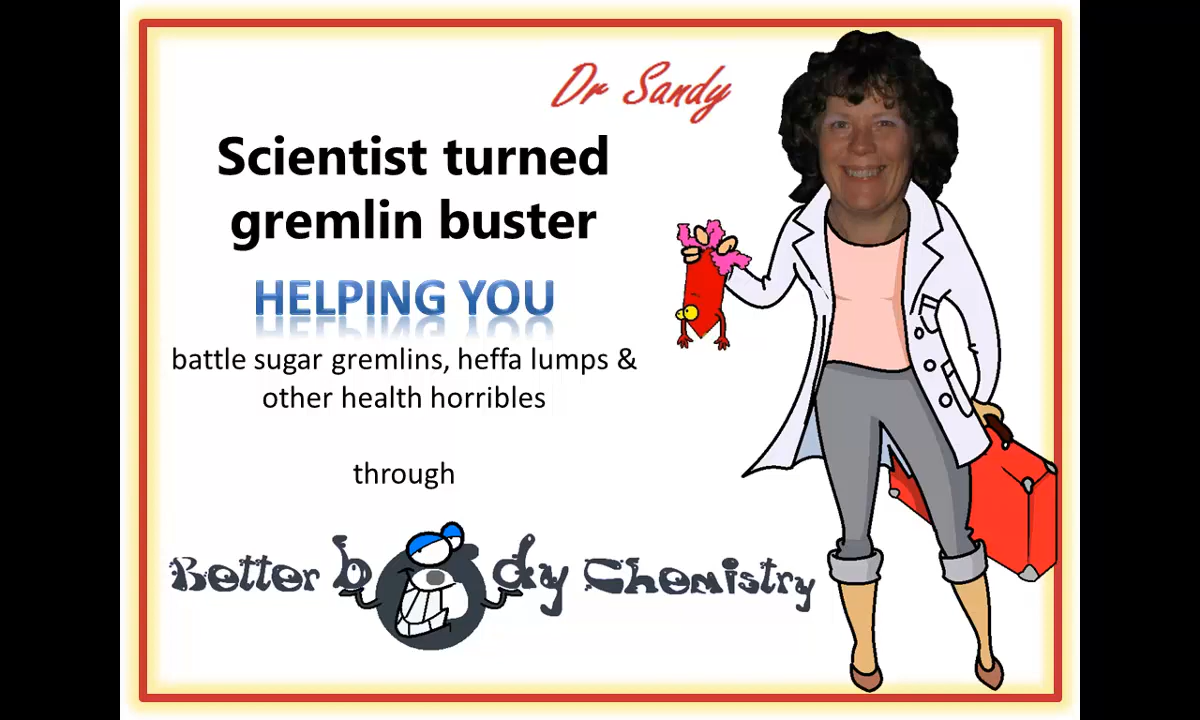 Dr Sandy
Scientist turned
gremlin buster
HELPING YOU
battle sugar gremlins, heffa lumps &
other health horribles
through
Better body Chemistry